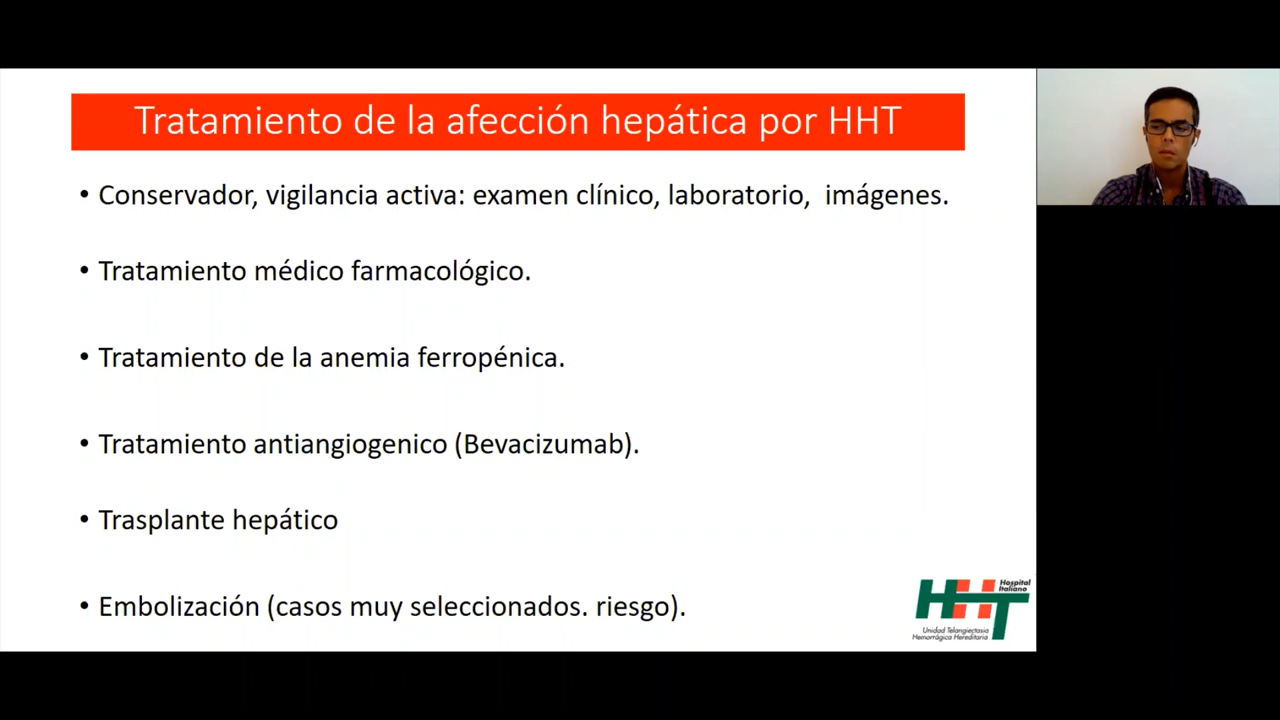 Tratamiento de la afección hepática por HHT
• Conservador, vigilancia activa: examen clínico, laboratorio, imágenes.
• Tratamiento médico farmacológico.
• Tratamiento de la anemia ferropénica.
• Tratamiento antiangiogenico (Bevacizumab).
• Trasplante hepático
• Embolización (casos muy seleccionados. riesgo).
HHT
Hospital
Italiano
Unidad Telangiectasia
Hemorrágica Hereditaria